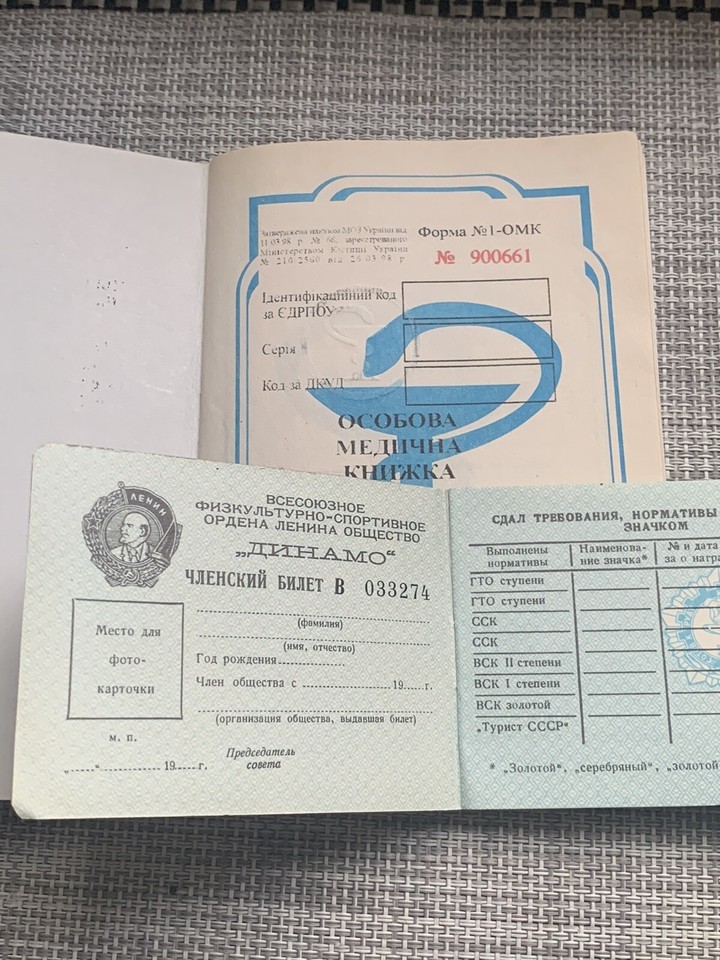 Затверджена наказом МОЗ України від
11.03.98 р. № 66, зареєстрованого
Міністерством Юстиції України
№ 210/2560 від 26.03.98 р.
Форма №1-ОМК
№ 900661
Ідентифікаційний код
за ЄДРПОУ
Серія
Код за ДКУД
ОСОБОВА
МЕДИЧНА
КНИЖКА
ЛЕНИН
ВСЕСОЮЗНОЕ
ФИЗКУЛЬТУРНО-СПОРТИВНОЕ
ОРДЕНА ЛЕНИНА ОБЩЕСТВО
„ДИНАМО“
ЧЛЕНСКИЙ БИЛЕТ В 033274
Место для
фото-
карточки
(фамилия)
(имя, отчество)
Год рождения
Член общества с 19 г.
(организация общества, выдавшая билет)
м. п.
„ “ 19 г.
Председатель
совета
СДАЛ ТРЕБОВАНИЯ, НОРМАТИВЫ
ЗНАЧКОМ
Выполнены
нормативы
Наименова-
ние значка*
№ и дата
за о награ
ГТО ступени
ГТО ступени
ССК
ССК
ВСК II степени
ВСК I степени
ВСК золотой
„Турист СССР“
* „Золотой“, „серебряный“, „золотой